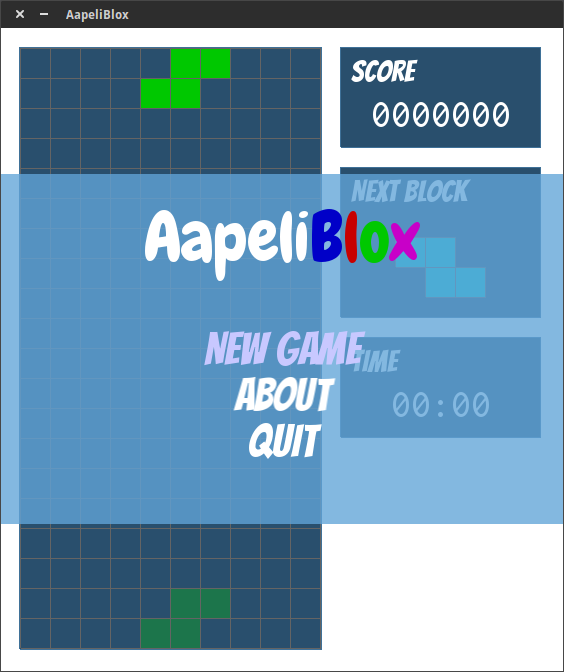 AapeliBlox
SCORE
0000000
NEXT BLOCK
AapeliBlox
NEW GAME
ABOUT
QUIT
TIME
00:00